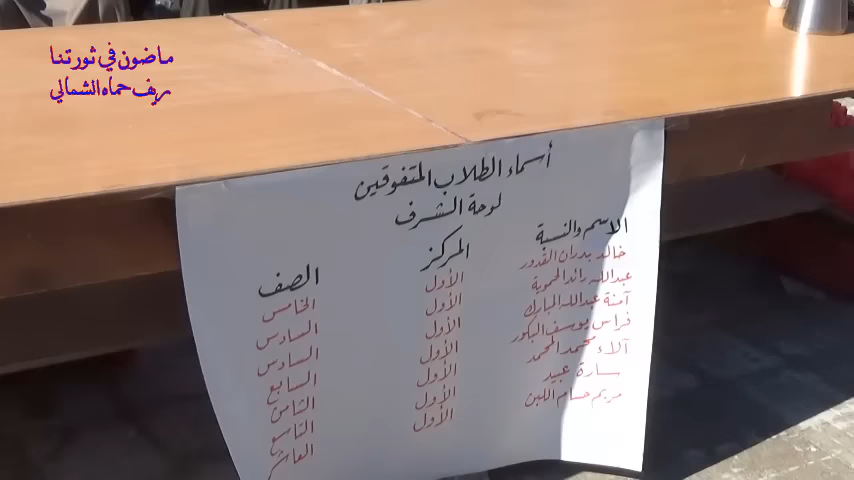 ماضون في ثورتنا
ريف حماه الشمالي
أسماء الطلاب المتفوقين
لوحة الشرف
الاسم والنسبة المركز الصف
خالد بدران القدور الأول الخامس
عبدالله رائد الحموية الأول السادس
آمنة عبدالله المبارك الأول السادس
فراس يوسف البكور الأول السابع
آلاء محمد المحمد الأول الثامن
سارة عبيد الأول التاسع
مريم حسام اللبن الأول العاشر